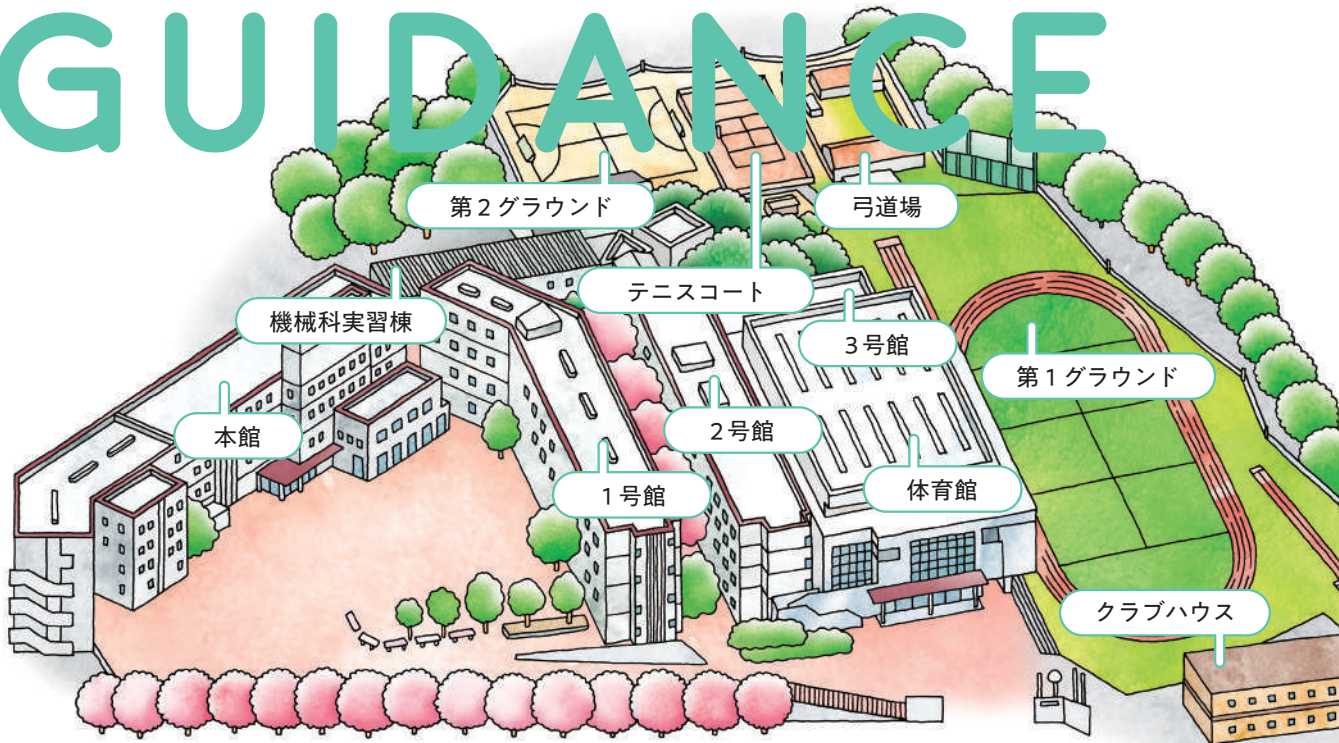 GUIDANCE
第２グラウンド
弓道場
テニスコート
機械科実習棟
３号館
第１グラウンド
本館
２号館
１号館
体育館
クラブハウス